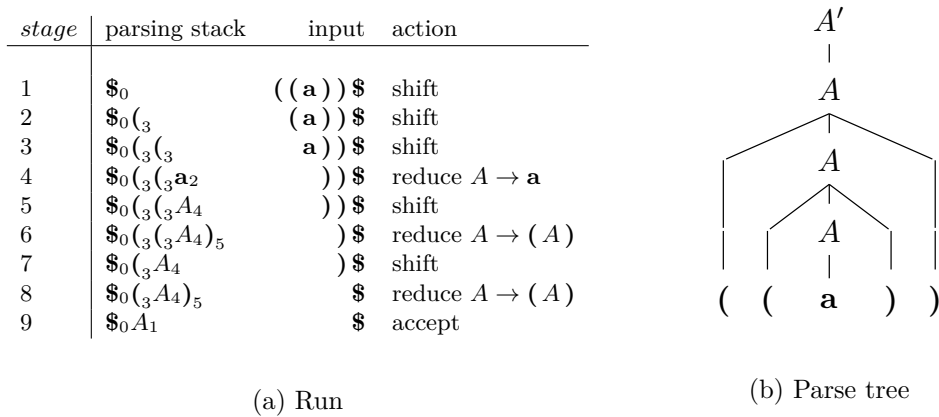 stage parsing stack input action
1 $₀ ( ( a ) ) $ shift
2 $₀(₃ ( a ) ) $ shift
3 $₀(₃(₃ a ) ) $ shift
4 $₀(₃(₃a₂ ) ) $ reduce A → a
5 $₀(₃(₃A₄ ) ) $ shift
6 $₀(₃(₃A₄)₅ ) $ reduce A → ( A )
7 $₀(₃A₄ ) $ shift
8 $₀(₃A₄)₅ $ reduce A → ( A )
9 $₀A₁ $ accept
(a) Run
A′
A
A
A
( ( a ) )
(b) Parse tree